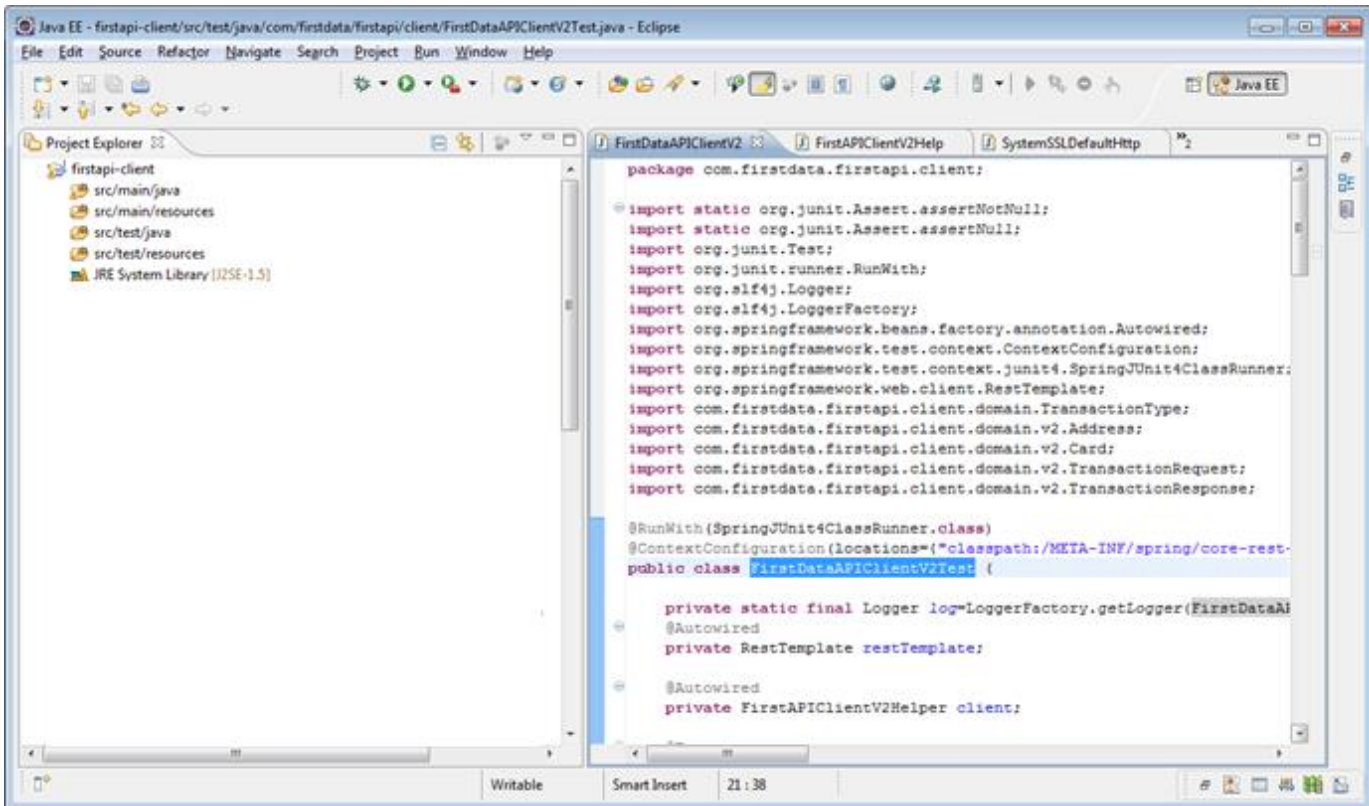 Java EE - firstapi-client/src/test/java/com/firstdata/firstapi/client/FirstDataAPIClientV2Test.java - Eclipse
File Edit Source Refactor Navigate Search Project Run Window Help
Java EE
Project Explorer
firstapi-client
src/main/java
src/main/resources
src/test/java
src/test/resources
JRE System Library [J2SE-1.5]
FirstDataAPIClientV2 FirstAPIClientV2Help SystemSSLDefaultHttp »2
package com.firstdata.firstapi.client;
import static org.junit.Assert.assertNotNull;
import static org.junit.Assert.assertNull;
import org.junit.Test;
import org.junit.runner.RunWith;
import org.slf4j.Logger;
import org.slf4j.LoggerFactory;
import org.springframework.beans.factory.annotation.Autowired;
import org.springframework.test.context.ContextConfiguration;
import org.springframework.test.context.junit4.SpringJUnit4ClassRunner;
import org.springframework.web.client.RestTemplate;
import com.firstdata.firstapi.client.domain.TransactionType;
import com.firstdata.firstapi.client.domain.v2.Address;
import com.firstdata.firstapi.client.domain.v2.Card;
import com.firstdata.firstapi.client.domain.v2.TransactionRequest;
import com.firstdata.firstapi.client.domain.v2.TransactionResponse;
@RunWith(SpringJUnit4ClassRunner.class)
@ContextConfiguration(locations={"classpath:/META-INF/spring/core-rest-
public class FirstDataAPIClientV2Test {
private static final Logger log=LoggerFactory.getLogger(FirstDataAP
@Autowired
private RestTemplate restTemplate;
@Autowired
private FirstAPIClientV2Helper client;
Writable Smart Insert 21 : 38